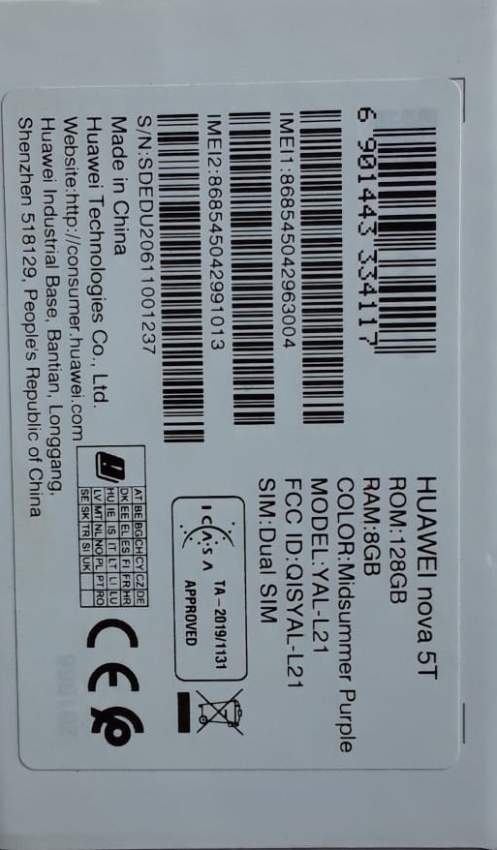 HUAWEI nova 5T
ROM:128GB
RAM:8GB
COLOR:Midsummer Purple
MODEL:YAL-L21
FCC ID:QISYAL-L21
SIM:Dual SIM
6 901443 334117
IMEI1:868545042963004
IMEI2:868545042991013
S/N:SDEDU20611001237
Made in China
Huawei Technologies Co., Ltd.
Website:http://consumer.huawei.com
Huawei Industrial Base, Bantian, Longgang,
Shenzhen 518129, People's Republic of China
ICASA
TA-2019/1131
APPROVED
AT BE BG CH CY CZ DE
DK EE EL ES FI FR HR
HU IE IS IT LT LI LU
LV MT NL NO PL PT RO
SE SK TR SI UK
CE